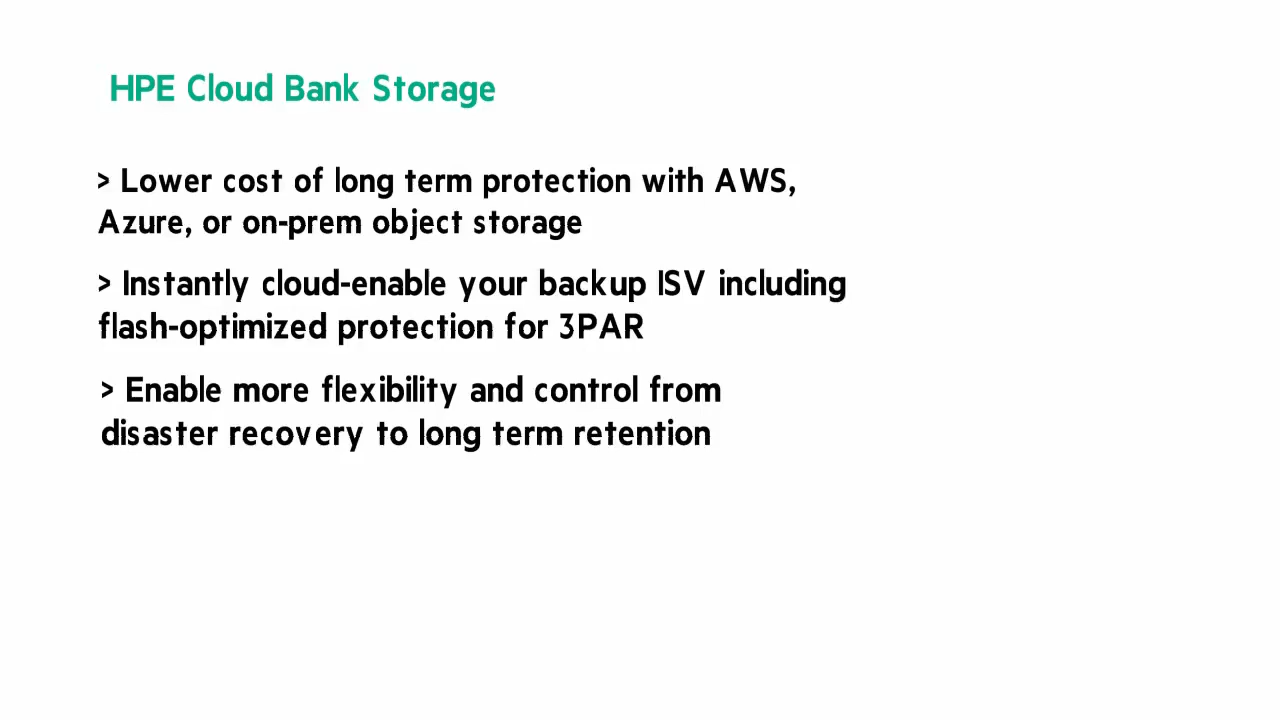 HPE Cloud Bank Storage
> Lower cost of long term protection with AWS,
Azure, or on-prem object storage
> Instantly cloud-enable your backup ISV including
flash-optimized protection for 3PAR
> Enable more flexibility and control from
disaster recovery to long term retention